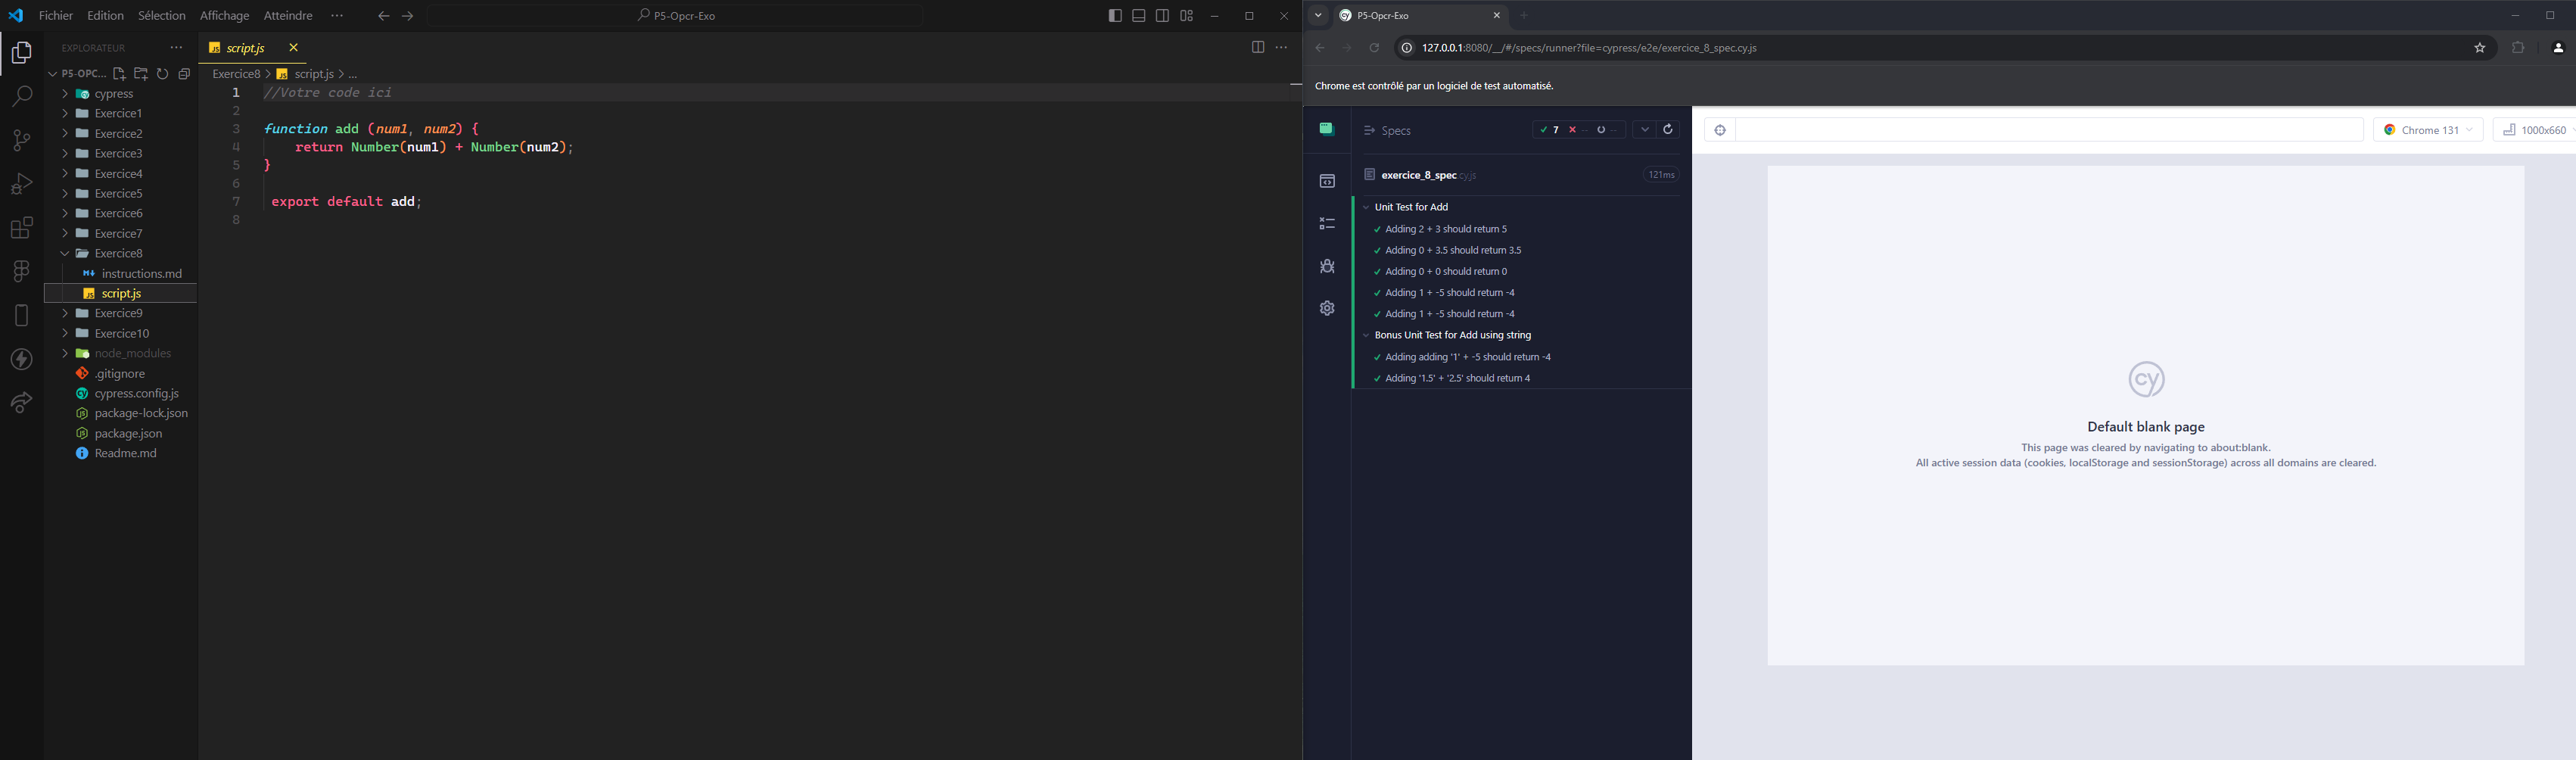 Fichier Edition Sélection Affichage Atteindre ···
P5-Opcr-Exo
EXPLORATEUR
P5-OPC...
cypress
Exercice1
Exercice2
Exercice3
Exercice4
Exercice5
Exercice6
Exercice7
Exercice8
instructions.md
script.js
Exercice9
Exercice10
node_modules
.gitignore
cypress.config.js
package-lock.json
package.json
Readme.md
script.js
Exercice8 > script.js > ...
1 //Votre code ici
2
3 function add (num1, num2) {
4 return Number(num1) + Number(num2);
5 }
6
7 export default add;
8
P5-Opcr-Exo
127.0.0.1:8080/__/#/specs/runner?file=cypress/e2e/exercice_8_spec.cy.js
Chrome est contrôlé par un logiciel de test automatisé.
Specs
7 -- --
exercice_8_spec.cy.js 121ms
Unit Test for Add
Adding 2 + 3 should return 5
Adding 0 + 3.5 should return 3.5
Adding 0 + 0 should return 0
Adding 1 + -5 should return -4
Adding 1 + -5 should return -4
Bonus Unit Test for Add using string
Adding adding '1' + -5 should return -4
Adding '1.5' + '2.5' should return 4
Chrome 131
1000x660
cy
Default blank page
This page was cleared by navigating to about:blank.
All active session data (cookies, localStorage and sessionStorage) across all domains are cleared.